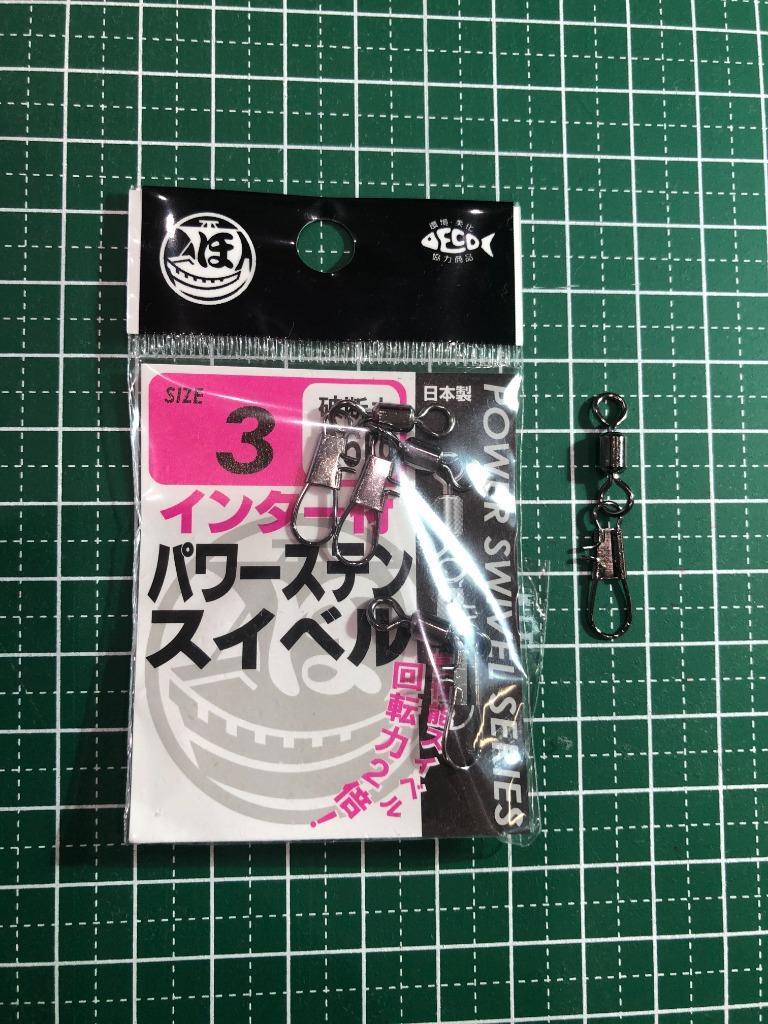 ほ
環境・美化
ECO
協力商品
SIZE
3
日本製
インター付
パワーステン
スイベル
回転力2倍!
POWER SWIVEL SERIES